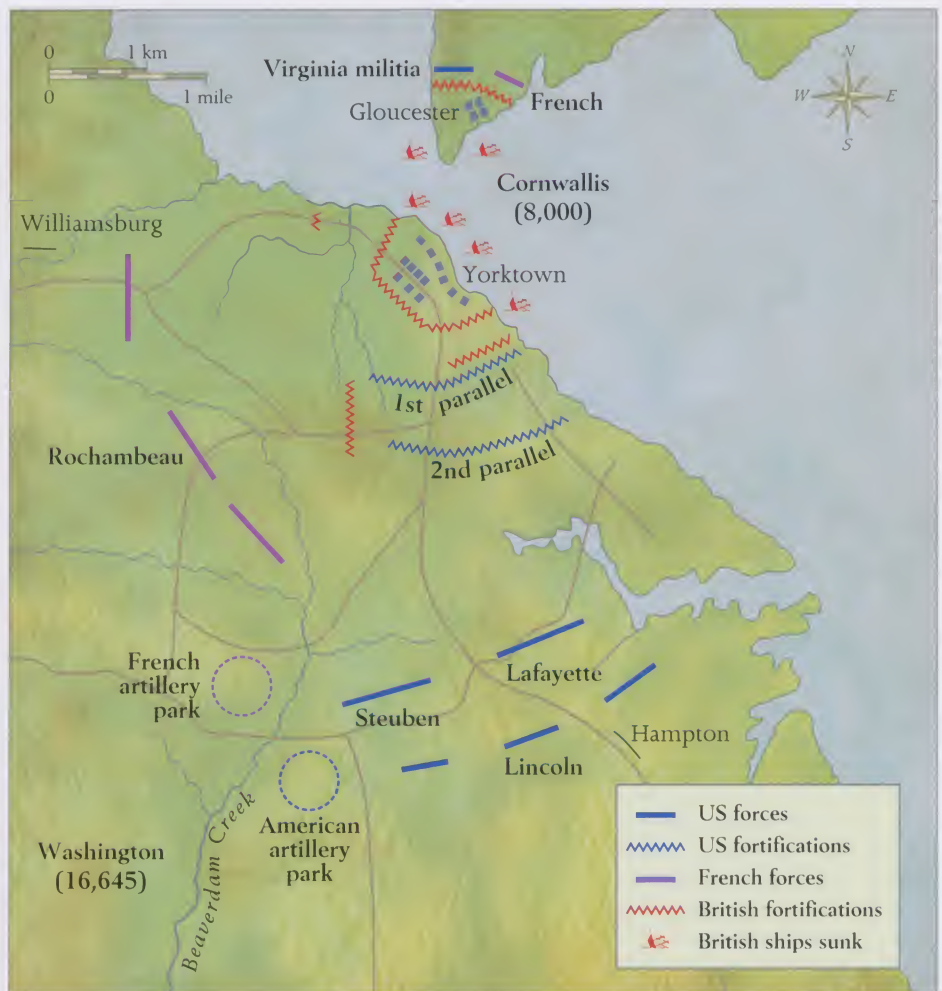 0 1 km
0 1 mile
Virginia militia
French
Gloucester
N
W E
S
Cornwallis
(8,000)
Williamsburg
Yorktown
1st parallel
2nd parallel
Rochambeau
French
artillery
park
Lafayette
Steuben
Hampton
Lincoln
American
artillery
park
Washington
(16,645)
Beaverdam Creek
US forces
US fortifications
French forces
British fortifications
British ships sunk